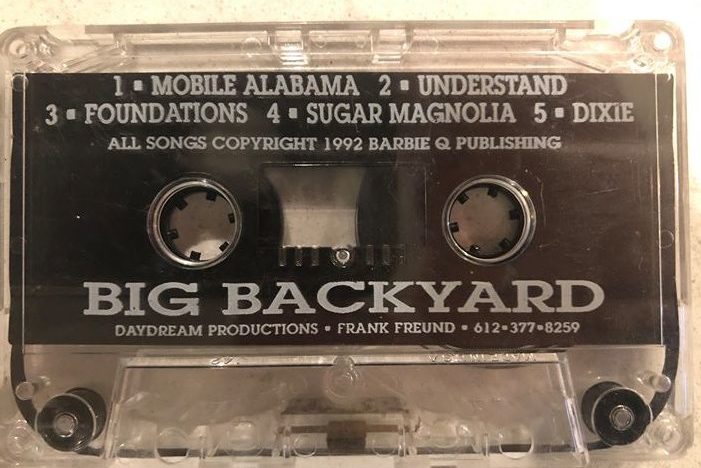 1 ▪ MOBILE ALABAMA 2 ▪ UNDERSTAND
3 ▪ FOUNDATIONS 4 ▪ SUGAR MAGNOLIA 5 ▪ DIXIE
ALL SONGS COPYRIGHT 1992 BARBIE Q PUBLISHING
BIG BACKYARD
DAYDREAM PRODUCTIONS ▪ FRANK FREUND ▪ 612▪377▪8259